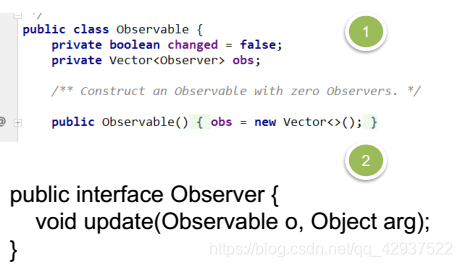 */
public class Observable {
1
private boolean changed = false;
private Vector<Observer> obs;
/** Construct an Observable with zero Observers. */
@
public Observable() { obs = new Vector<>(); }
2
public interface Observer {
void update(Observable o, Object arg);
}
https://blog.csdn.net/qq_42937522